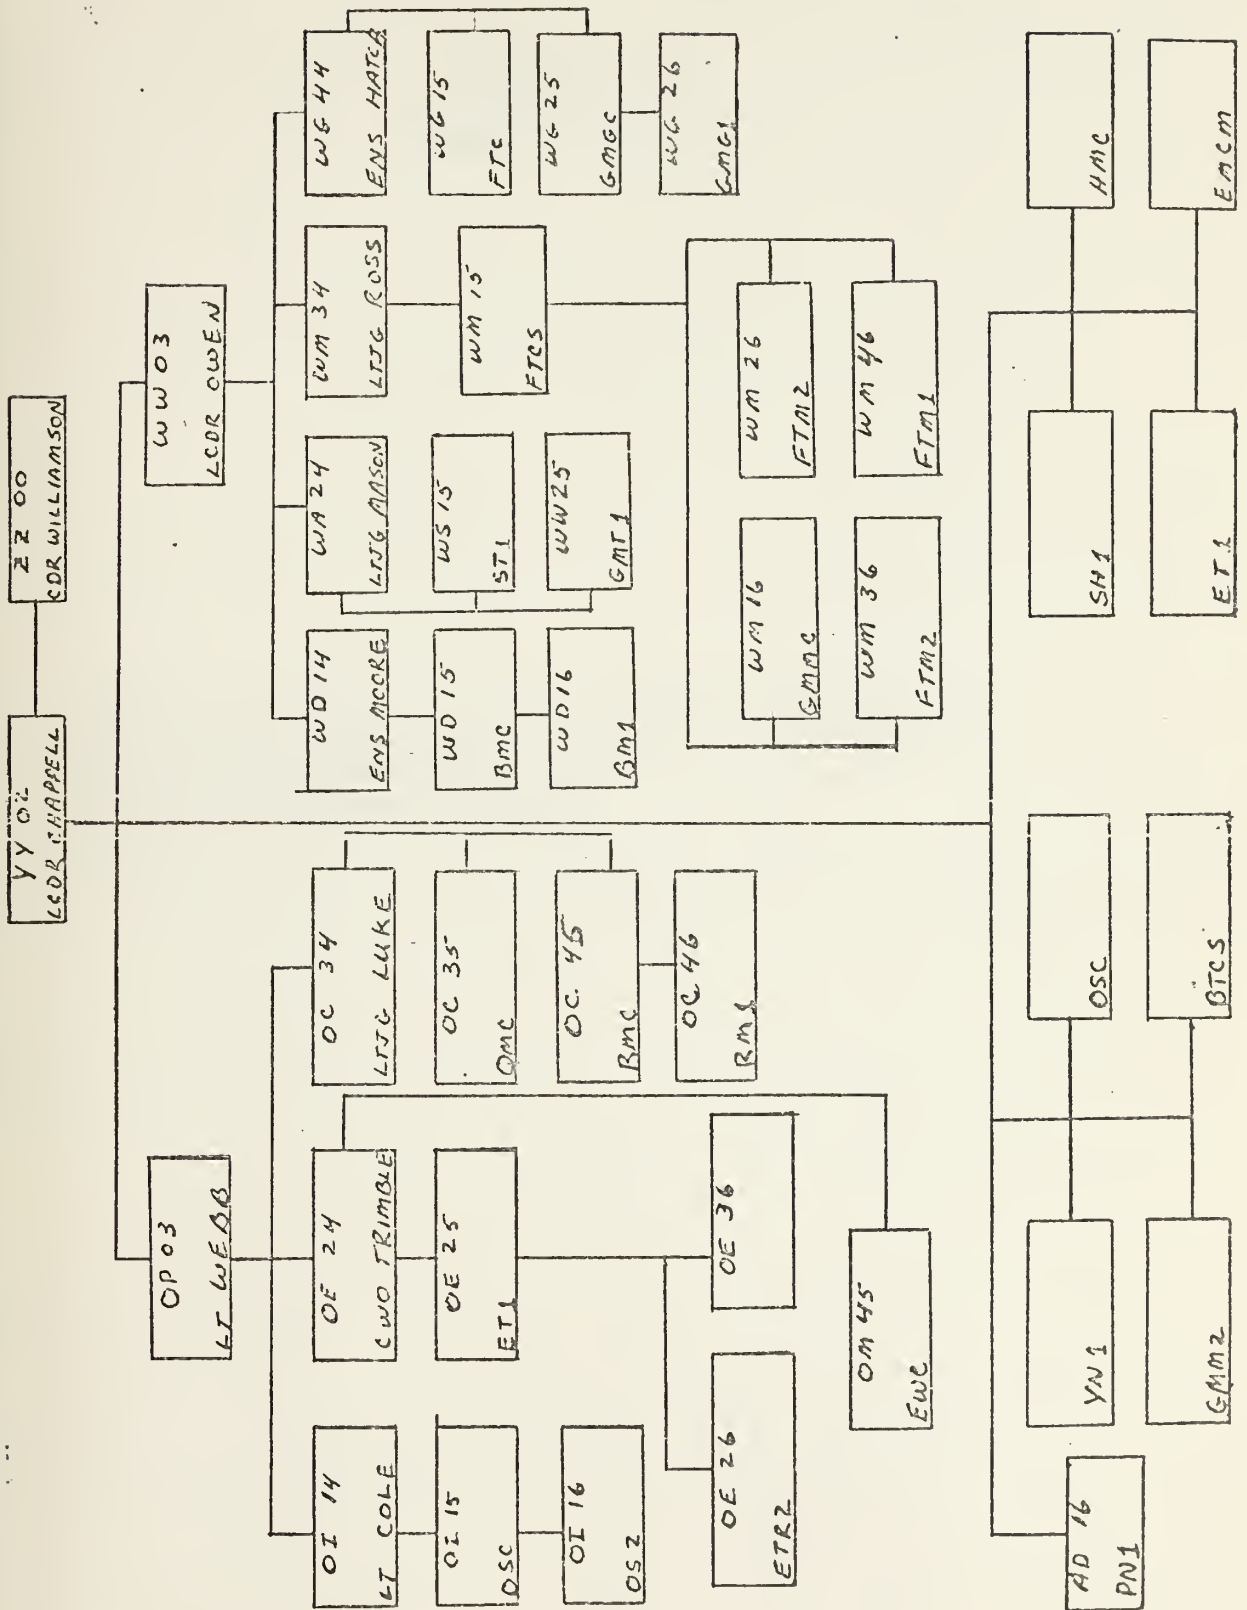 ZZ 00
CDR WILLIAMSON
YY 02
LCDR CHAPPELL
OP 03
LT WEBB
WW 03
LCDR OWEN
OI 14
LT COLE
OI 15
OSC
OI 16
OS2
OE 24
CWO TRIMBLE
OE 25
ET1
OE 26
ETR2
OE 36
OM 45
EWC
OC 34
LTJG LUKE
OC 35
QMC
OC 45
RMC
OC 46
RM1
WD 14
ENS MOORE
WD 15
BMC
WD 16
BM1
WA 24
LTJG MASON
WS 15
ST1
WW 25
GMT1
WM 34
LTJG ROSS
WM 15
FTCS
WM 16
GMMC
WM 26
FTM2
WM 36
FTM2
WM 46
FTM1
WG 44
ENS HATCH
WG 15
FTC
WG 25
GMGC
WG 26
GMG1
AD 16
PN1
YN1
OSC
GMM2
BTCS
SH1
HMC
ET1
EMCM